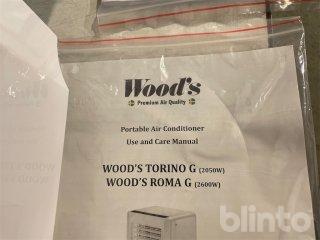 Wood's
Premium Air Quality
Portable Air Conditioner
Use and Care Manual
WOOD'S TORINO G (2050W)
WOOD'S ROMA G (2600W)
blinto